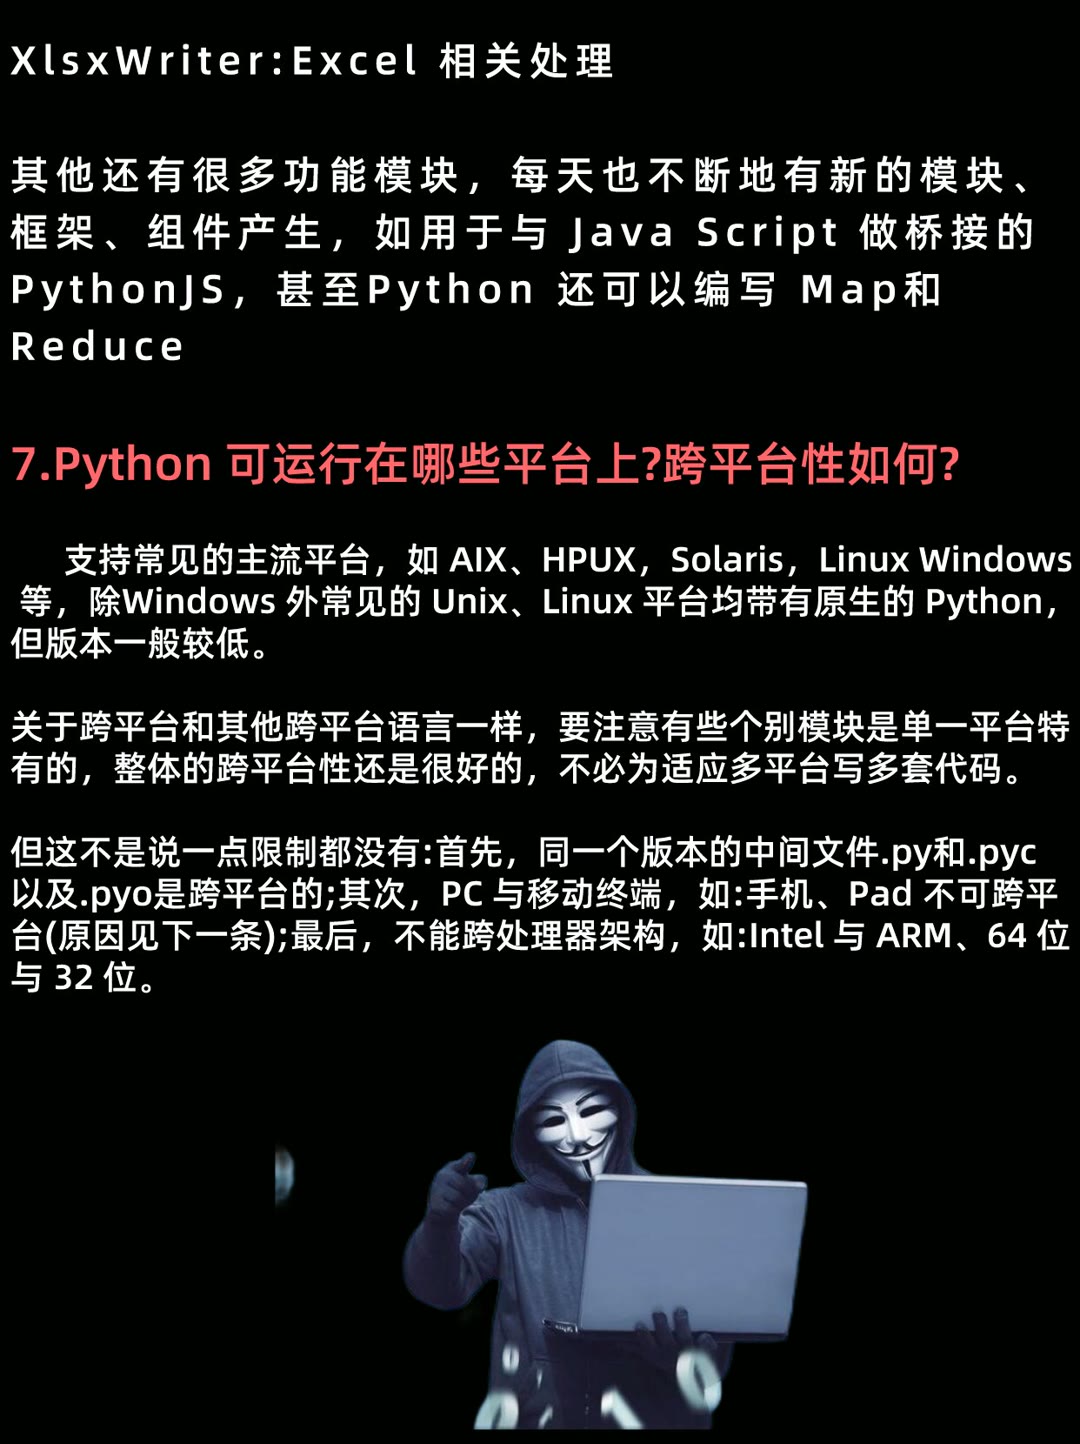 XlsxWriter:Excel 相关处理
其他还有很多功能模块，每天也不断地有新的模块、
框架、组件产生，如用于与 Java Script 做桥接的
PythonJS，甚至Python 还可以编写 Map和
Reduce
7.Python 可运行在哪些平台上?跨平台性如何?
支持常见的主流平台，如 AIX、HPUX，Solaris，Linux Windows
等，除Windows 外常见的 Unix、Linux 平台均带有原生的 Python，
但版本一般较低。
关于跨平台和其他跨平台语言一样，要注意有些个别模块是单一平台特
有的，整体的跨平台性还是很好的，不必为适应多平台写多套代码。
但这不是说一点限制都没有:首先，同一个版本的中间文件.py和.pyc
以及.pyo是跨平台的;其次，PC 与移动终端，如:手机、Pad 不可跨平
台(原因见下一条);最后，不能跨处理器架构，如:Intel 与 ARM、64 位
与 32 位。